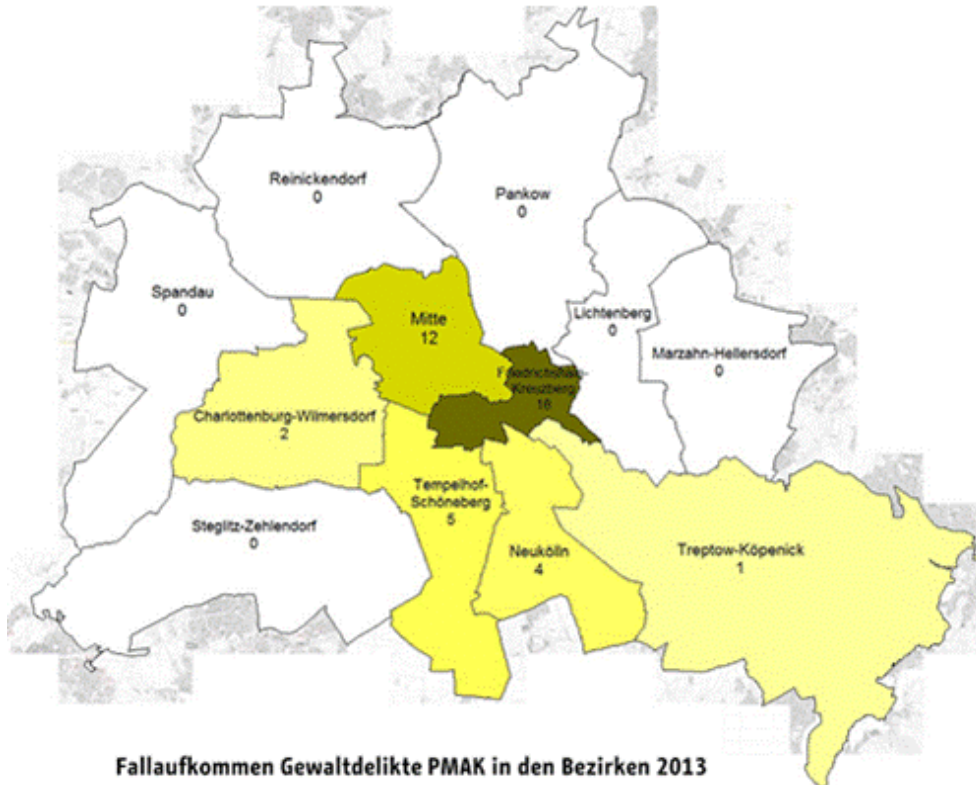 Reinickendorf
0
Pankow
0
Spandau
0
Mitte
12
Lichtenberg
0
Marzahn-Hellersdorf
0
Friedrichshain-
Kreuzberg
Charlottenburg-Wilmersdorf
2
Tempelhof-
Schöneberg
5
Steglitz-Zehlendorf
0
Neukölln
4
Treptow-Köpenick
1
Fallaufkommen Gewaltdelikte PMAK in den Bezirken 2013